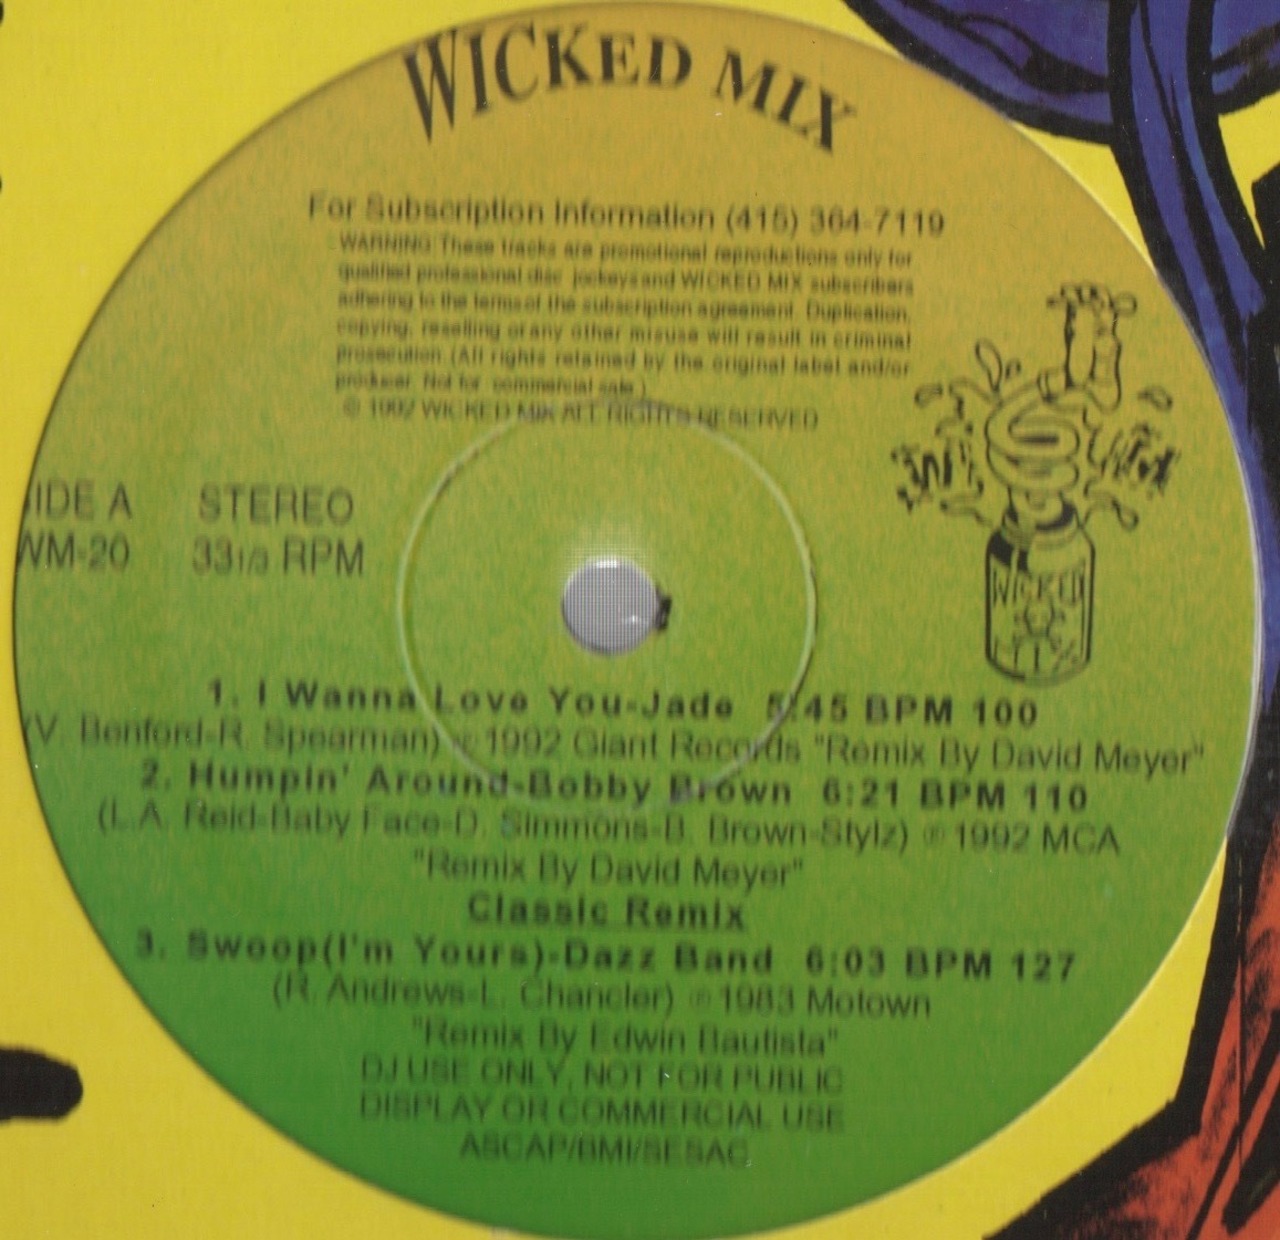 WICKED MIX
For Subscription Information (415) 364-7119
WARNING: These tracks are promotional reproductions only for
qualified professional disc jockeys and WICKED MIX subscribers
adhering to the terms of the subscription agreement. Duplication,
copying, reselling or any other misuse will result in criminal
prosecution. (All rights retained by the original label and/or
producer. Not for commercial sale.)
© 1992 WICKED MIX ALL RIGHTS RESERVED
IDE A STEREO
WM-20 33 1/3 RPM
WICKED
MIX
1. I Wanna Love You-Jade 5:45 BPM 100
(V. Benford-R. Spearman) ℗ 1992 Giant Records "Remix By David Meyer"
2. Humpin' Around-Bobby Brown 6:21 BPM 110
(L.A. Reid-Baby Face-D. Simmons-B. Brown-Stylz) ℗ 1992 MCA
"Remix By David Meyer"
Classic Remix
3. Swoop(I'm Yours)-Dazz Band 6:03 BPM 127
(R. Andrews-L. Chancler) ℗ 1983 Motown
"Remix By Edwin Bautista"
DJ USE ONLY, NOT FOR PUBLIC
DISPLAY OR COMMERCIAL USE
ASCAP/BMI/SESAC